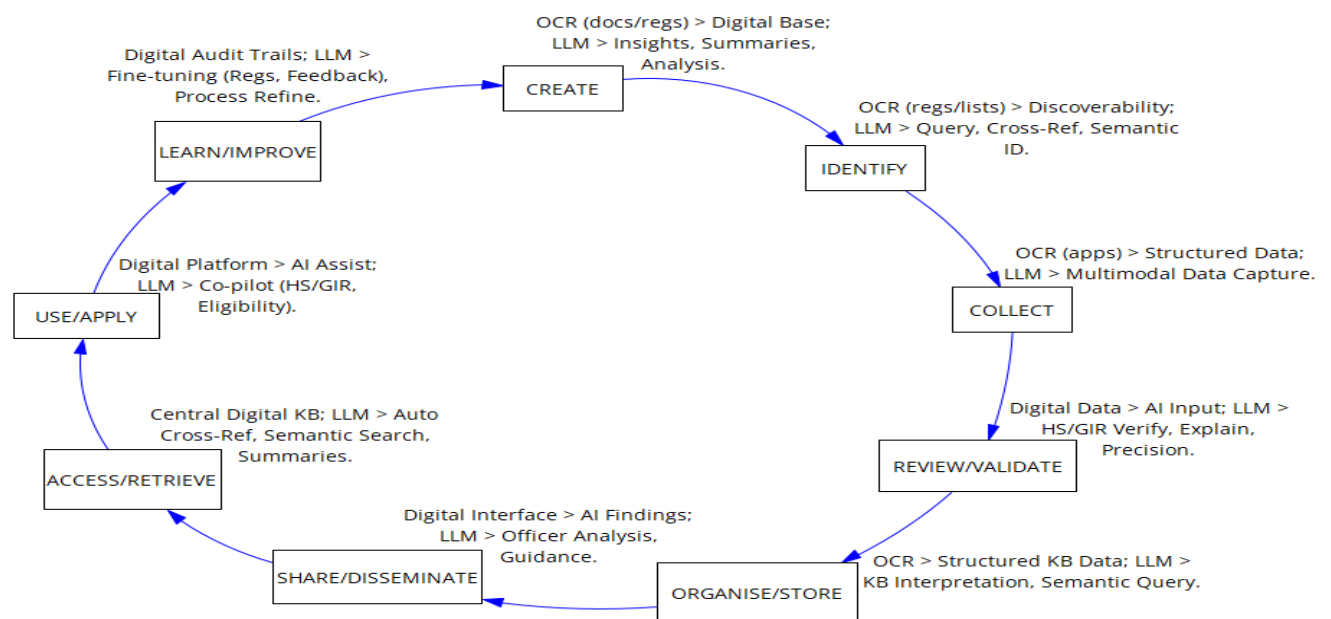 OCR (docs/regs) > Digital Base;
LLM > Insights, Summaries,
Analysis.
CREATE
OCR (regs/lists) > Discoverability;
LLM > Query, Cross-Ref, Semantic
ID.
IDENTIFY
OCR (apps) > Structured Data;
LLM > Multimodal Data Capture.
COLLECT
Digital Data > AI Input; LLM >
HS/GIR Verify, Explain,
Precision.
REVIEW/VALIDATE
OCR > Structured KB Data; LLM >
KB Interpretation, Semantic Query.
ORGANISE/STORE
Digital Interface > AI Findings;
LLM > Officer Analysis,
Guidance.
SHARE/DISSEMINATE
Central Digital KB; LLM > Auto
Cross-Ref, Semantic Search,
Summaries.
ACCESS/RETRIEVE
Digital Platform > AI Assist;
LLM > Co-pilot (HS/GIR,
Eligibility).
USE/APPLY
Digital Audit Trails; LLM >
Fine-tuning (Regs, Feedback),
Process Refine.
LEARN/IMPROVE